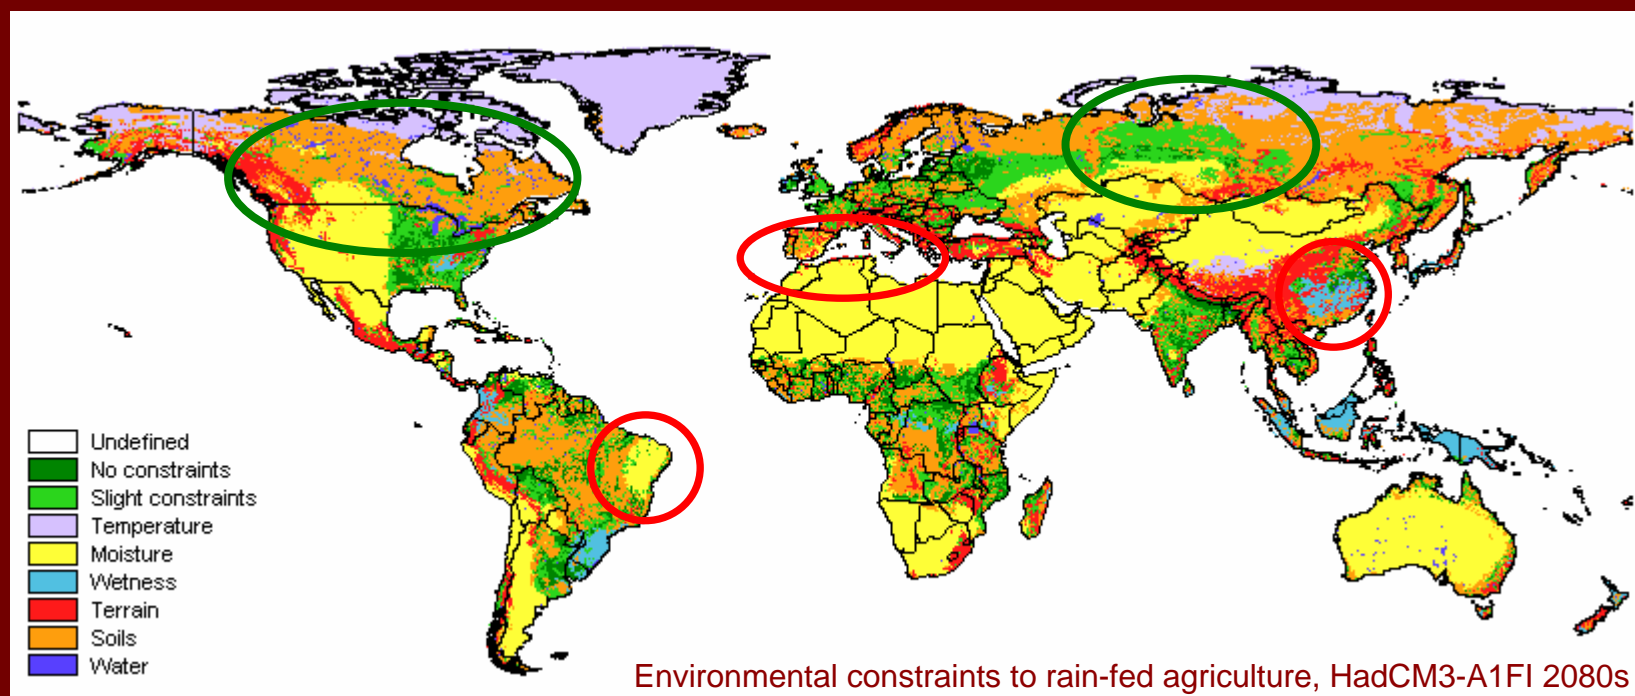 Undefined
No constraints
Slight constraints
Temperature
Moisture
Wetness
Terrain
Soils
Water
Environmental constraints to rain-fed agriculture, HadCM3-A1FI 2080s